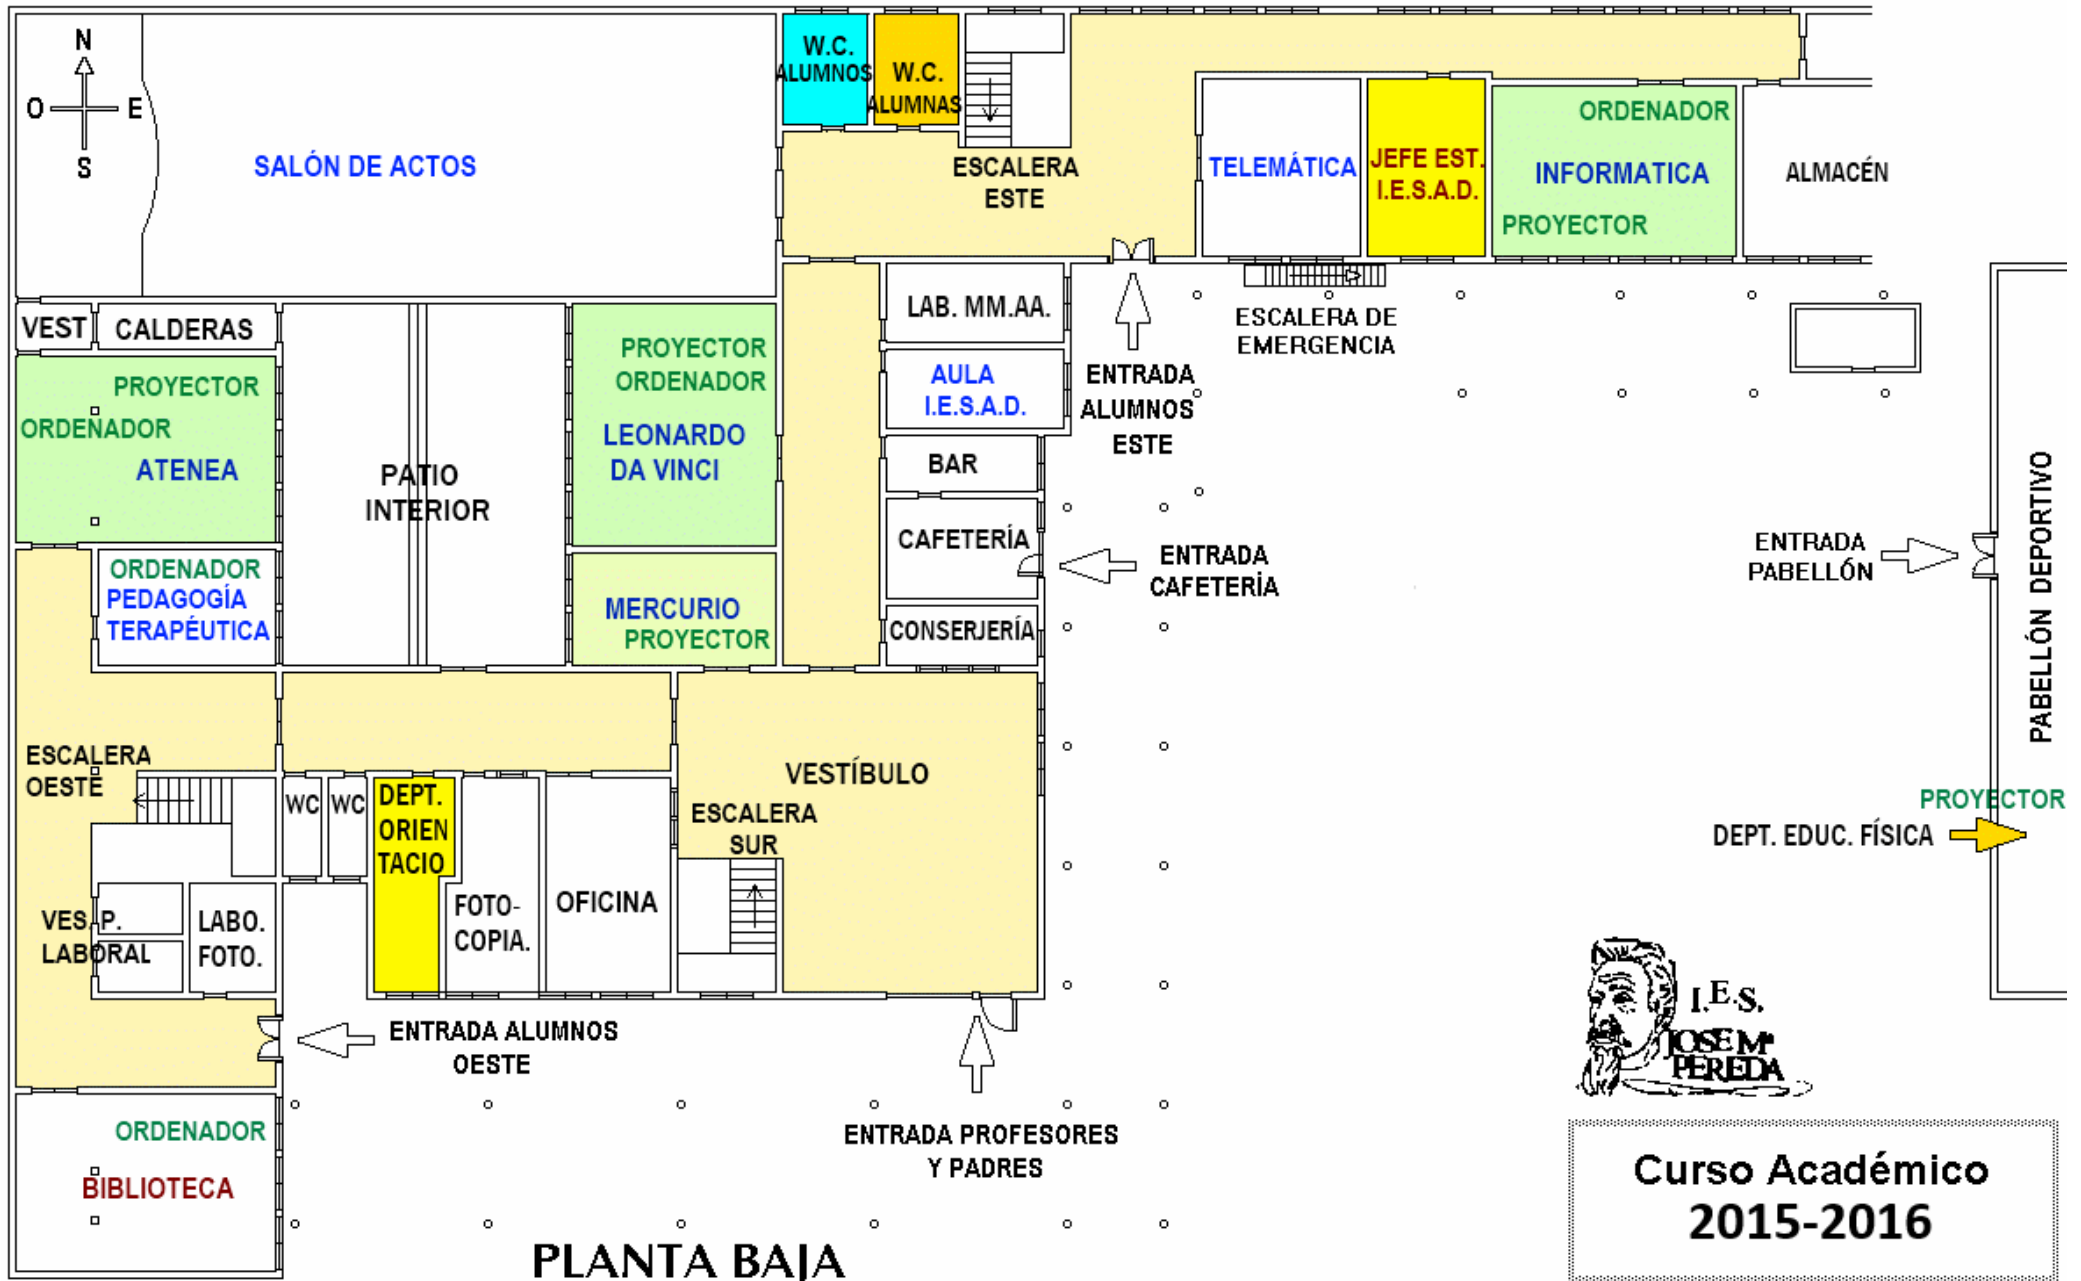 N
O
E
S
SALÓN DE ACTOS
W.C.
ALUMNOS
W.C.
ALUMNAS
ESCALERA
ESTE
TELEMÁTICA
JEFE EST.
I.E.S.A.D.
ORDENADOR
INFORMATICA
PROYECTOR
ALMACÉN
VEST
CALDERAS
PROYECTOR
ORDENADOR
ATENEA
PATIO
INTERIOR
PROYECTOR
ORDENADOR
LEONARDO
DA VINCI
LAB. MM.AA.
AULA
I.E.S.A.D.
BAR
CAFETERÍA
CONSERJERÍA
ENTRADA
ALUMNOS
ESTE
ESCALERA DE
EMERGENCIA
ENTRADA
CAFETERÍA
ENTRADA
PABELLÓN
PABELLÓN DEPORTIVO
ORDENADOR
PEDAGOGÍA
TERAPÉUTICA
MERCURIO
PROYECTOR
ESCALERA
OESTE
WC
WC
DEPT.
ORIEN
TACIO
FOTO-
COPIA.
OFICINA
VESTÍBULO
ESCALERA
SUR
PROYECTOR
DEPT. EDUC. FÍSICA
VES. P.
LABORAL
LABO.
FOTO.
ENTRADA ALUMNOS
OESTE
ENTRADA PROFESORES
Y PADRES
ORDENADOR
BIBLIOTECA
I.E.S.
JOSE Mª
PEREDA
Curso Académico
2015-2016
PLANTA BAJA